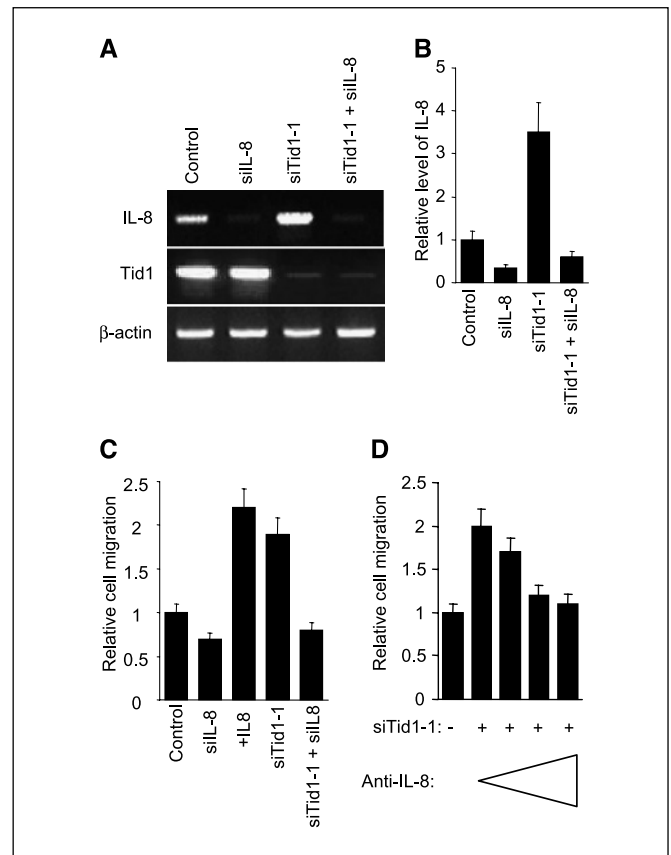 A
Control
siIL-8
siTid1-1
siTid1-1 + siIL-8
IL-8
Tid1
β-actin
B
Relative level of IL-8
5
4
3
2
1
0
Control
siIL-8
siTid1-1
siTid1-1 + siIL-8
C
Relative cell migration
2.5
2
1.5
1
0.5
0
Control
siIL-8
+IL8
siTid1-1
siTid1-1 + siIL8
D
Relative cell migration
2.5
2
1.5
1
0.5
0
siTid1-1: - + + + +
Anti-IL-8: